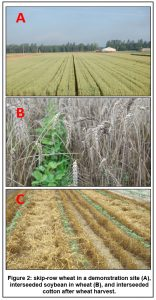 A
B
C
Figure 2: skip-row wheat in a demonstration site (A),
interseeded soybean in wheat (B), and interseeded
cotton after wheat harvest.